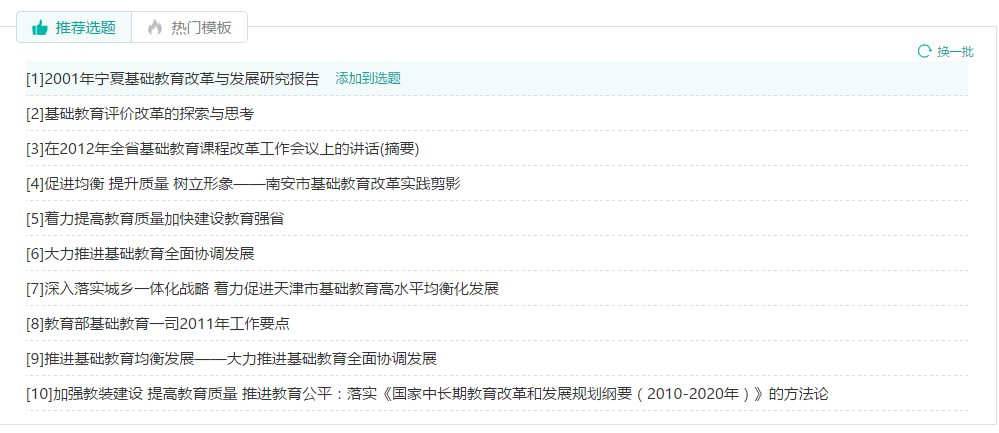 推荐选题 热门模板
换一批
[1]2001年宁夏基础教育改革与发展研究报告 添加到选题
[2]基础教育评价改革的探索与思考
[3]在2012年全省基础教育课程改革工作会议上的讲话(摘要)
[4]促进均衡 提升质量 树立形象——南安市基础教育改革实践剪影
[5]着力提高教育质量加快建设教育强省
[6]大力推进基础教育全面协调发展
[7]深入落实城乡一体化战略 着力促进天津市基础教育高水平均衡化发展
[8]教育部基础教育一司2011年工作要点
[9]推进基础教育均衡发展——大力推进基础教育全面协调发展
[10]加强教装建设 提高教育质量 推进教育公平：落实《国家中长期教育改革和发展规划纲要（2010-2020年）》的方法论